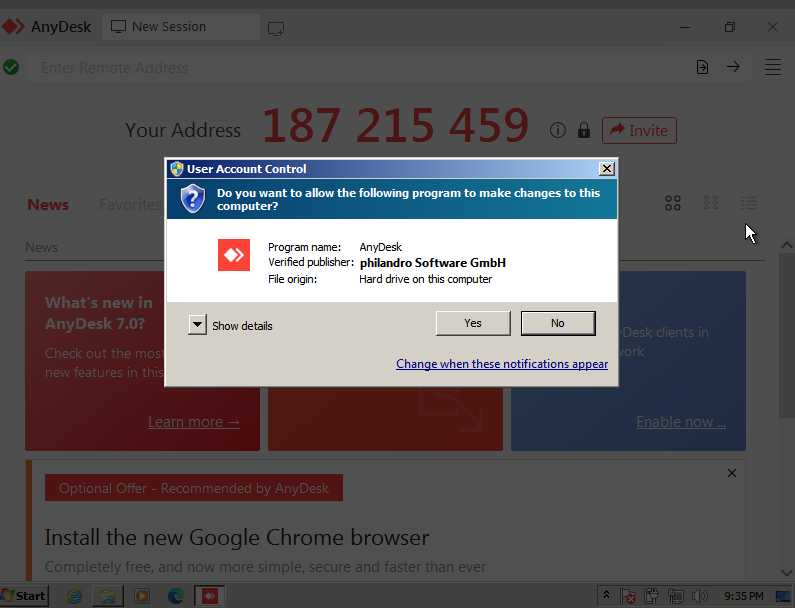 AnyDesk
New Session
Enter Remote Address
Your Address 187 215 459
Invite
User Account Control
Do you want to allow the following program to make changes to this
computer?
Program name: AnyDesk
Verified publisher: philandro Software GmbH
File origin: Hard drive on this computer
Show details
Yes
No
Change when these notifications appear
News
Favorites
News
What's new in
AnyDesk 7.0?
Check out the most
new features in this
Learn more →
Desk clients in
work
Enable now ...
Optional Offer - Recommended by AnyDesk
Install the new Google Chrome browser
Completely free, and now more simple, secure and faster than ever
Start
9:35 PM